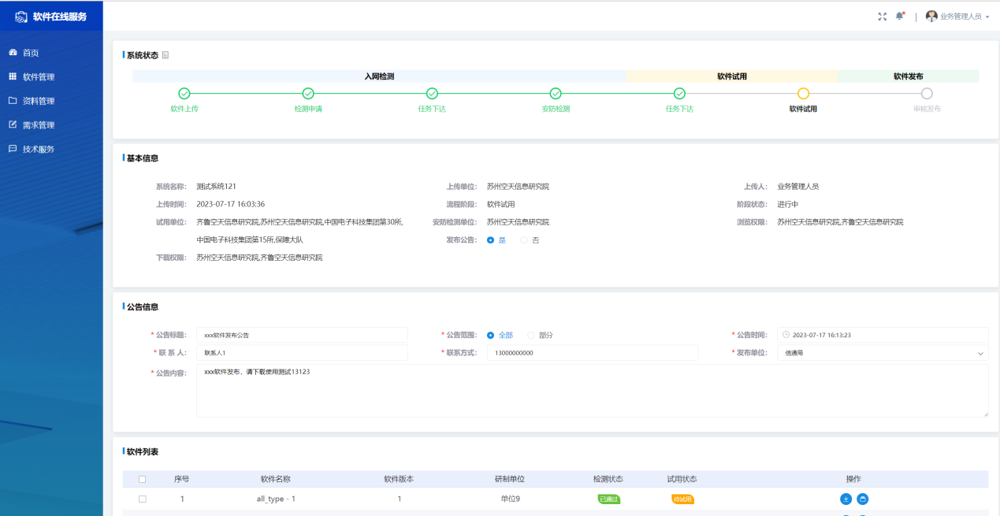 软件在线服务
业务管理人员
首页
软件管理
资料管理
需求管理
技术服务
系统状态
入网检测 软件试用 软件发布
软件上传 检测申请 任务下达 安防检测 任务下达 软件试用 审核发布
基本信息
系统名称: 测试系统121 上传单位: 苏州空天信息研究院 上传人: 业务管理人员
上传时间: 2023-07-17 16:03:36 流程阶段: 软件试用 阶段状态: 进行中
试用单位: 齐鲁空天信息研究院,苏州空天信息研究院,中国电子科技集团第30所, 安防检测单位: 苏州空天信息研究院 浏览权限: 苏州空天信息研究院,齐鲁空天信息研究院
中国电子科技集团第15所,保障大队 发布公告: 是 否
下载权限: 苏州空天信息研究院,齐鲁空天信息研究院
公告信息
* 公告标题: xxx软件发布公告 * 公告范围: 全部 部分 * 公告时间: 2023-07-17 16:13:23
* 联 系 人: 联系人1 * 联系方式: 13000000000 * 发布单位: 信通局
* 公告内容: xxx软件发布，请下载使用测试13123
软件列表
序号 软件名称 软件版本 研制单位 检测状态 试用状态 操作
1 all_type - 1 1 单位9 已通过 待试用